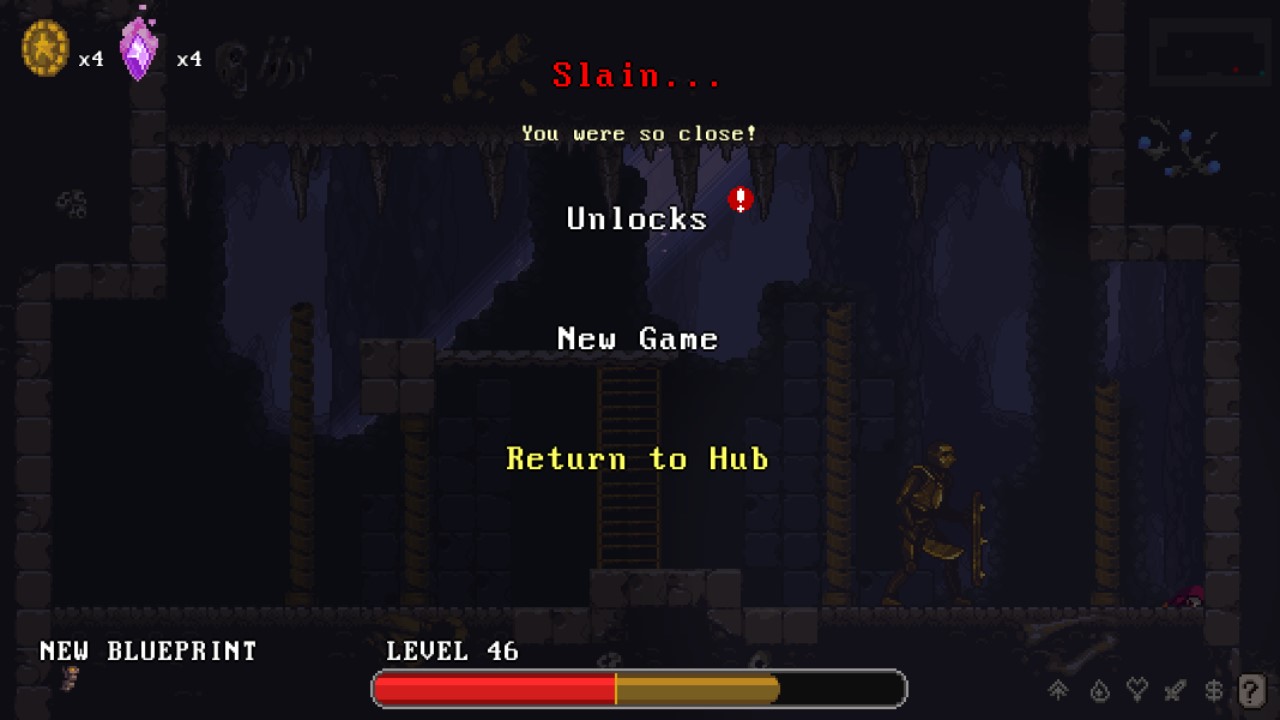 x4
x4
Slain...
You were so close!
Unlocks
New Game
Return to Hub
NEW BLUEPRINT
LEVEL 46
$
?